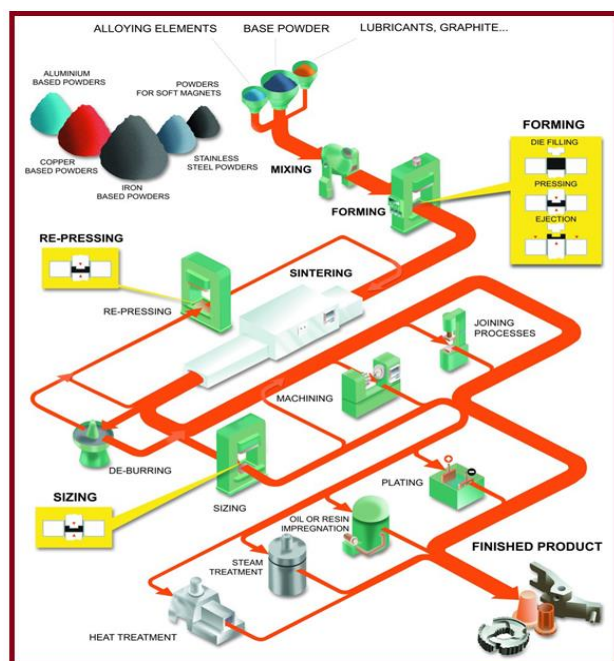 ALLOYING ELEMENTS
BASE POWDER
LUBRICANTS, GRAPHITE...
ALUMINIUM
BASED POWDERS
POWDERS
FOR SOFT MAGNETS
COPPER
BASED POWDERS
IRON
BASED POWDERS
STAINLESS
STEEL POWDERS
MIXING
FORMING
FORMING
DIE FILLING
PRESSING
EJECTION
RE-PRESSING
RE-PRESSING
SINTERING
JOINING
PROCESSES
MACHINING
DE-BURRING
SIZING
SIZING
PLATING
OIL OR RESIN
IMPREGNATION
STEAM
TREATMENT
HEAT TREATMENT
FINISHED PRODUCT